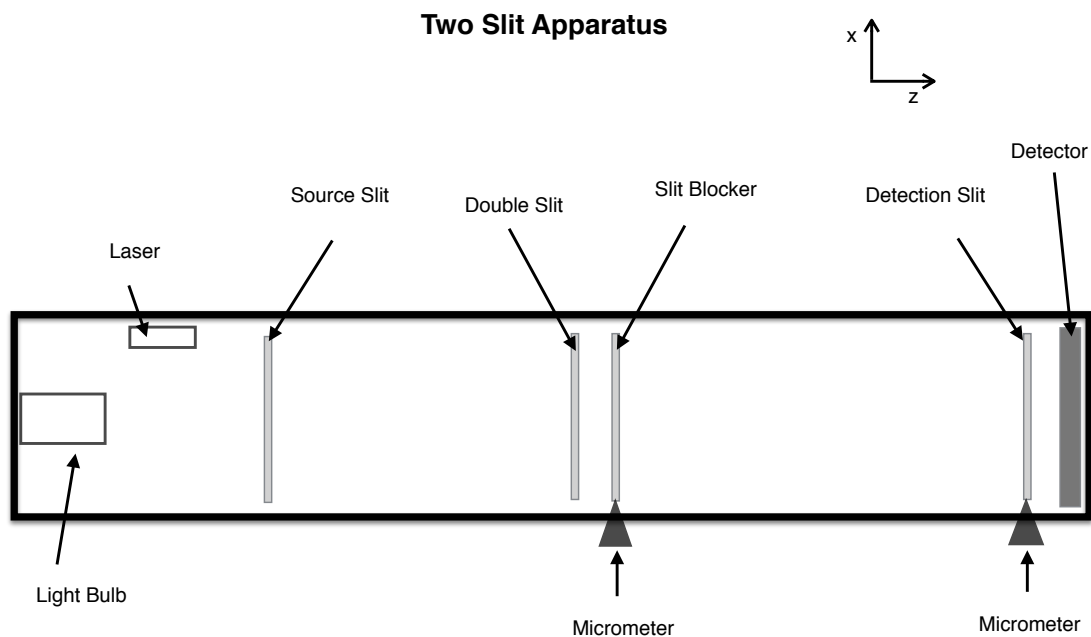 Two Slit Apparatus
x
z
Detector
Source Slit
Double Slit
Slit Blocker
Detection Slit
Laser
Light Bulb
Micrometer
Micrometer